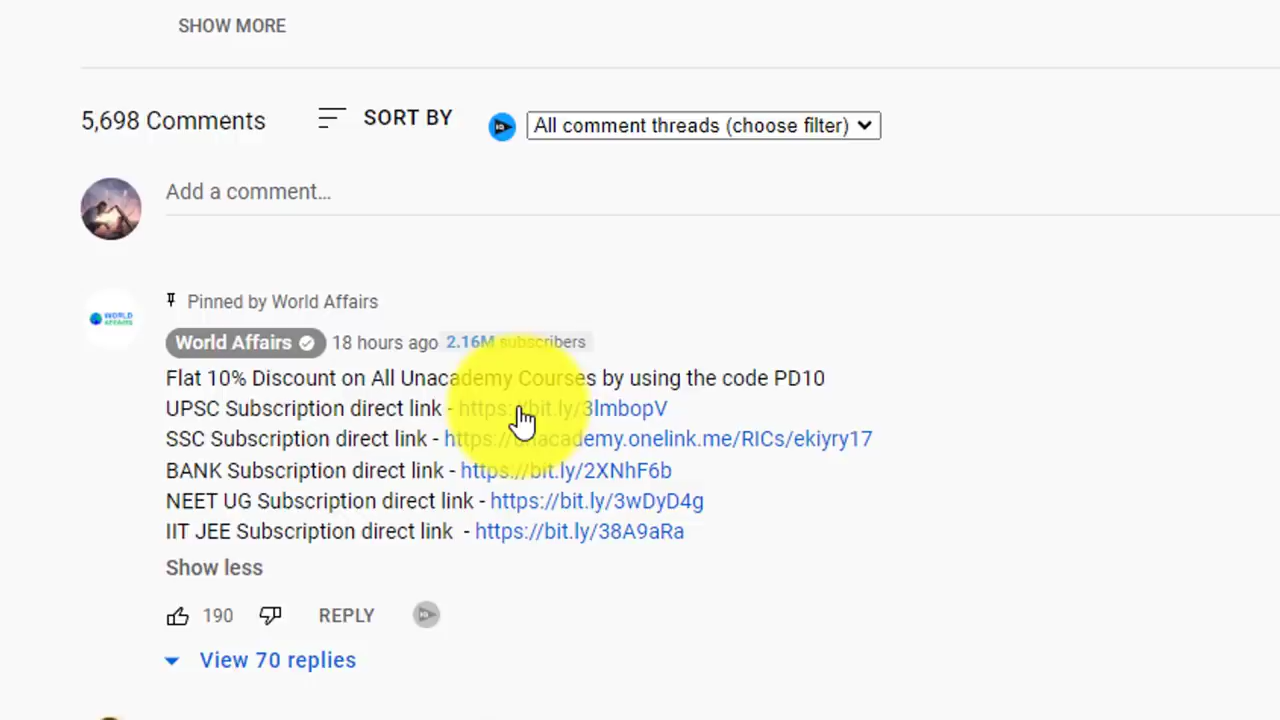 SHOW MORE
5,698 Comments
SORT BY
All comment threads (choose filter)
Add a comment...
Pinned by World Affairs
WORLD AFFAIRS
World Affairs 18 hours ago 2.16M subscribers
Flat 10% Discount on All Unacademy Courses by using the code PD10
UPSC Subscription direct link - https://bit.ly/3lmbopV
SSC Subscription direct link - https://unacademy.onelink.me/RICs/ekiyry17
BANK Subscription direct link - https://bit.ly/2XNhF6b
NEET UG Subscription direct link - https://bit.ly/3wDyD4g
IIT JEE Subscription direct link - https://bit.ly/38A9aRa
Show less
190 REPLY
View 70 replies